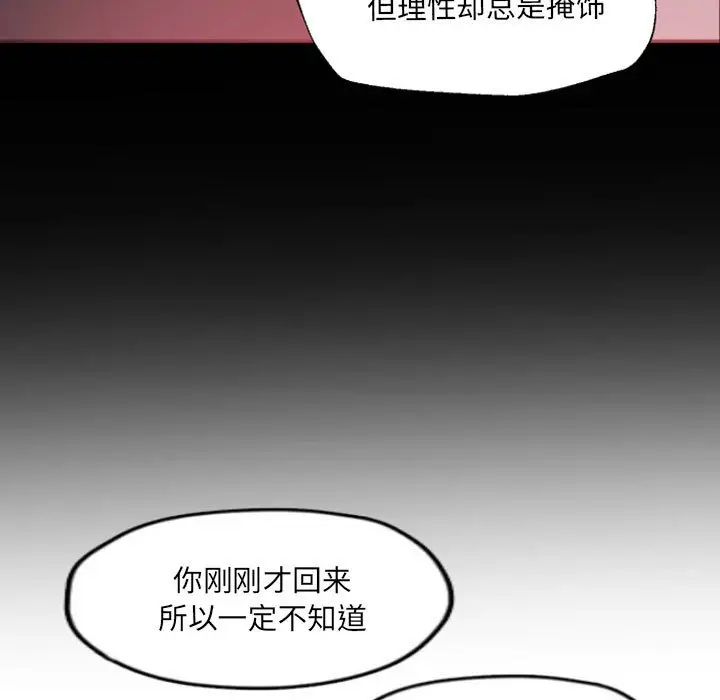 但理性却总是掩饰
你刚刚才回来
所以一定不知道